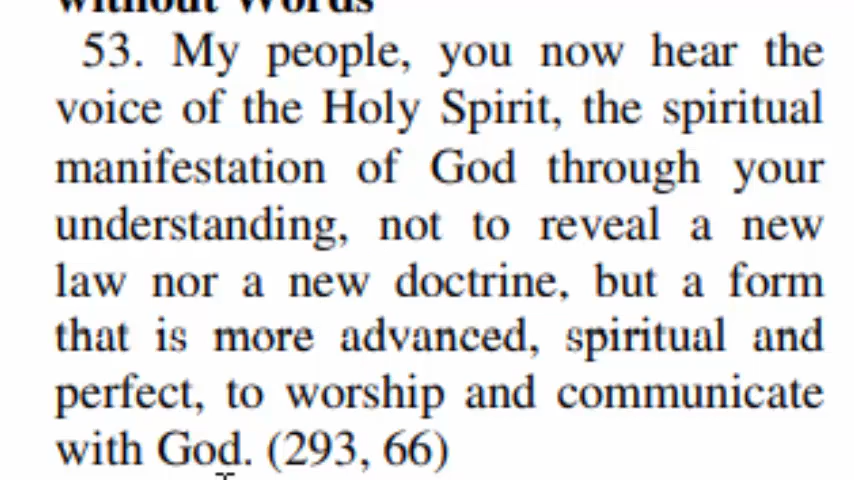 without Words
53. My people, you now hear the
voice of the Holy Spirit, the spiritual
manifestation of God through your
understanding, not to reveal a new
law nor a new doctrine, but a form
that is more advanced, spiritual and
perfect, to worship and communicate
with God. (293, 66)